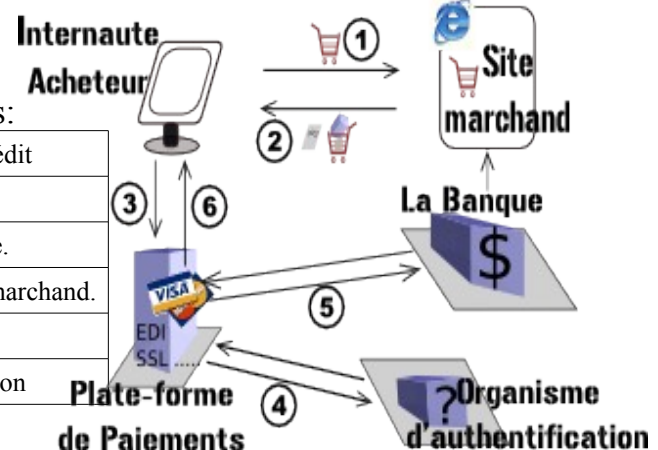 Internaute
Acheteur
1
Site
marchand
2
s:
édit
3
6
e.
marchand.
on
La Banque
$
VISA
EDI
SSL .....
5
Plate-forme
de Paiements
4
?
Organisme
d'authentification